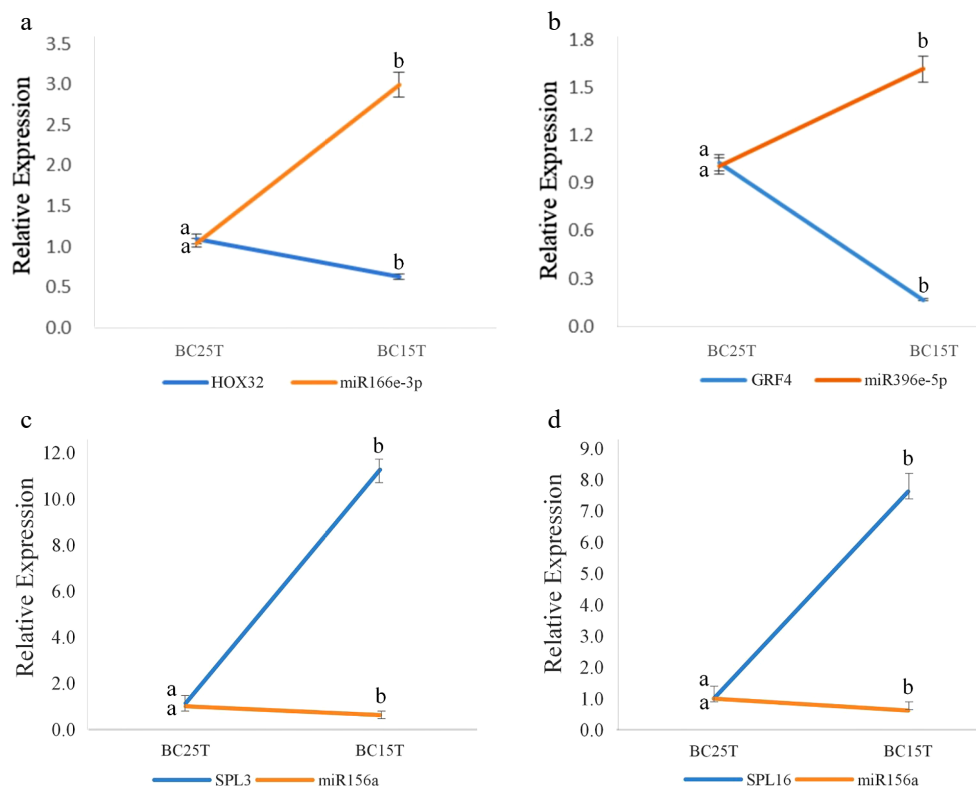 a
Relative Expression
3.5
3.0
2.5
2.0
1.5
1.0
0.5
0.0
a
a
b
b
BC25T
BC15T
HOX32
miR166e-3p
b
Relative Expression
1.8
1.5
1.2
0.9
0.6
0.3
0.0
a
a
b
b
BC25T
BC15T
GRF4
miR396e-5p
c
Relative Expression
12.0
10.0
8.0
6.0
4.0
2.0
0.0
a
a
b
b
BC25T
BC15T
SPL3
miR156a
d
Relative Expression
9.0
8.0
7.0
6.0
5.0
4.0
3.0
2.0
1.0
0.0
a
a
b
b
BC25T
BC15T
SPL16
miR156a